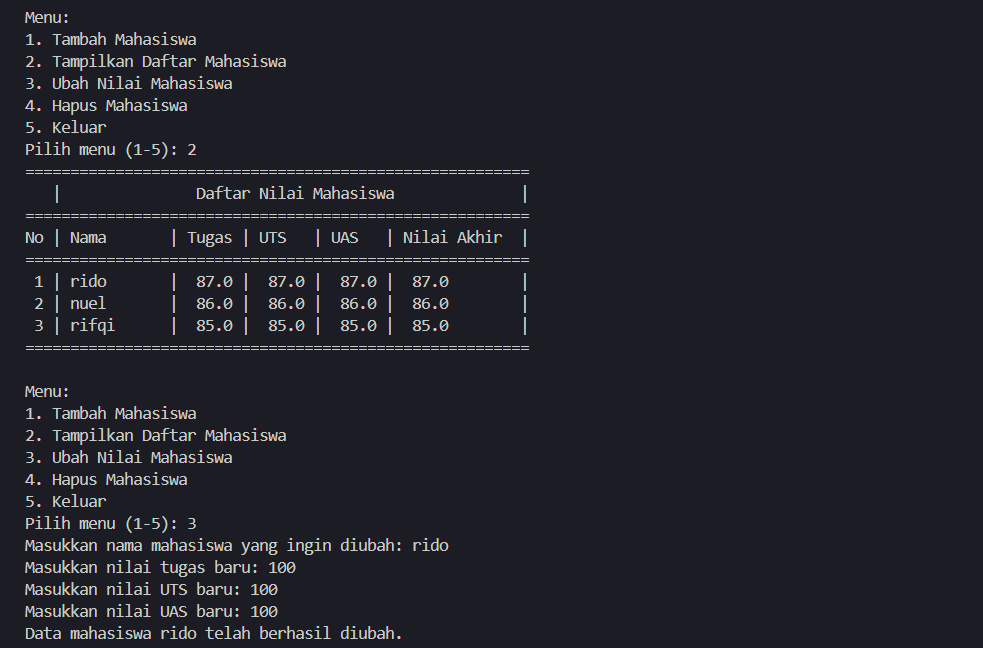 Menu:
1. Tambah Mahasiswa
2. Tampilkan Daftar Mahasiswa
3. Ubah Nilai Mahasiswa
4. Hapus Mahasiswa
5. Keluar
Pilih menu (1-5): 2
========================================================
   |               Daftar Nilai Mahasiswa              |
========================================================
No | Nama       | Tugas | UTS   | UAS   | Nilai Akhir  |
========================================================
 1 | rido       |  87.0 |  87.0 |  87.0 |  87.0        |
 2 | nuel       |  86.0 |  86.0 |  86.0 |  86.0        |
 3 | rifqi      |  85.0 |  85.0 |  85.0 |  85.0        |
========================================================
Menu:
1. Tambah Mahasiswa
2. Tampilkan Daftar Mahasiswa
3. Ubah Nilai Mahasiswa
4. Hapus Mahasiswa
5. Keluar
Pilih menu (1-5): 3
Masukkan nama mahasiswa yang ingin diubah: rido
Masukkan nilai tugas baru: 100
Masukkan nilai UTS baru: 100
Masukkan nilai UAS baru: 100
Data mahasiswa rido telah berhasil diubah.